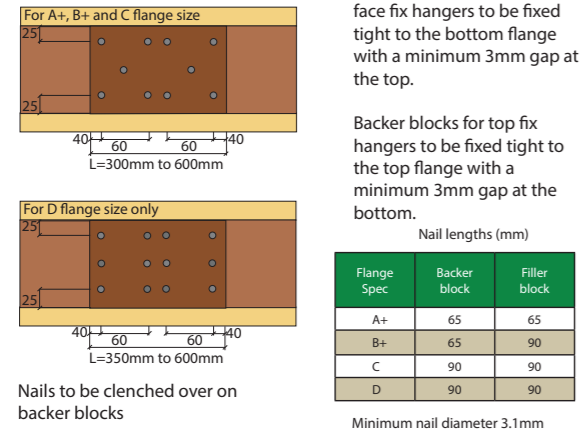 For A+, B+ and C flange size
25
25
40
60
60
40
L=300mm to 600mm
For D flange size only
25
25
40
60
60
40
L=350mm to 600mm
Nails to be clenched over on
backer blocks
face fix hangers to be fixed
tight to the bottom flange
with a minimum 3mm gap at
the top.
Backer blocks for top fix
hangers to be fixed tight to
the top flange with a
minimum 3mm gap at the
bottom.
Nail lengths (mm)
Flange Spec Backer block Filler block
A+ 65 65
B+ 65 90
C 90 90
D 90 90
Minimum nail diameter 3.1mm